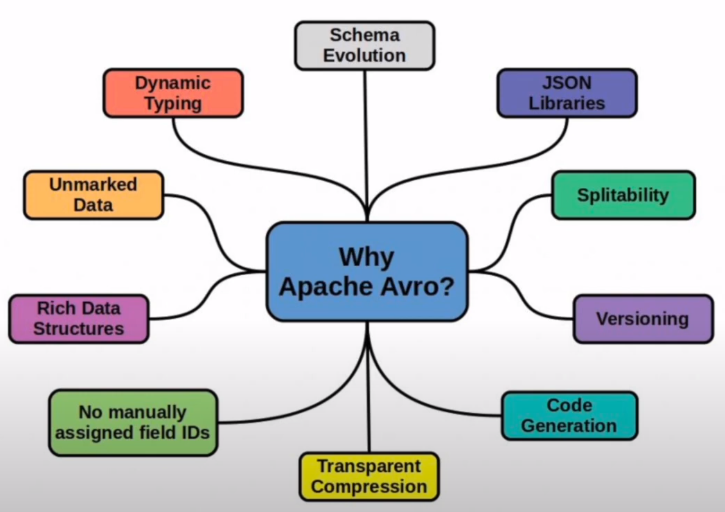 Schema
Evolution
Dynamic
Typing
JSON
Libraries
Unmarked
Data
Splitability
Why
Apache Avro?
Rich Data
Structures
Versioning
No manually
assigned field IDs
Code
Generation
Transparent
Compression